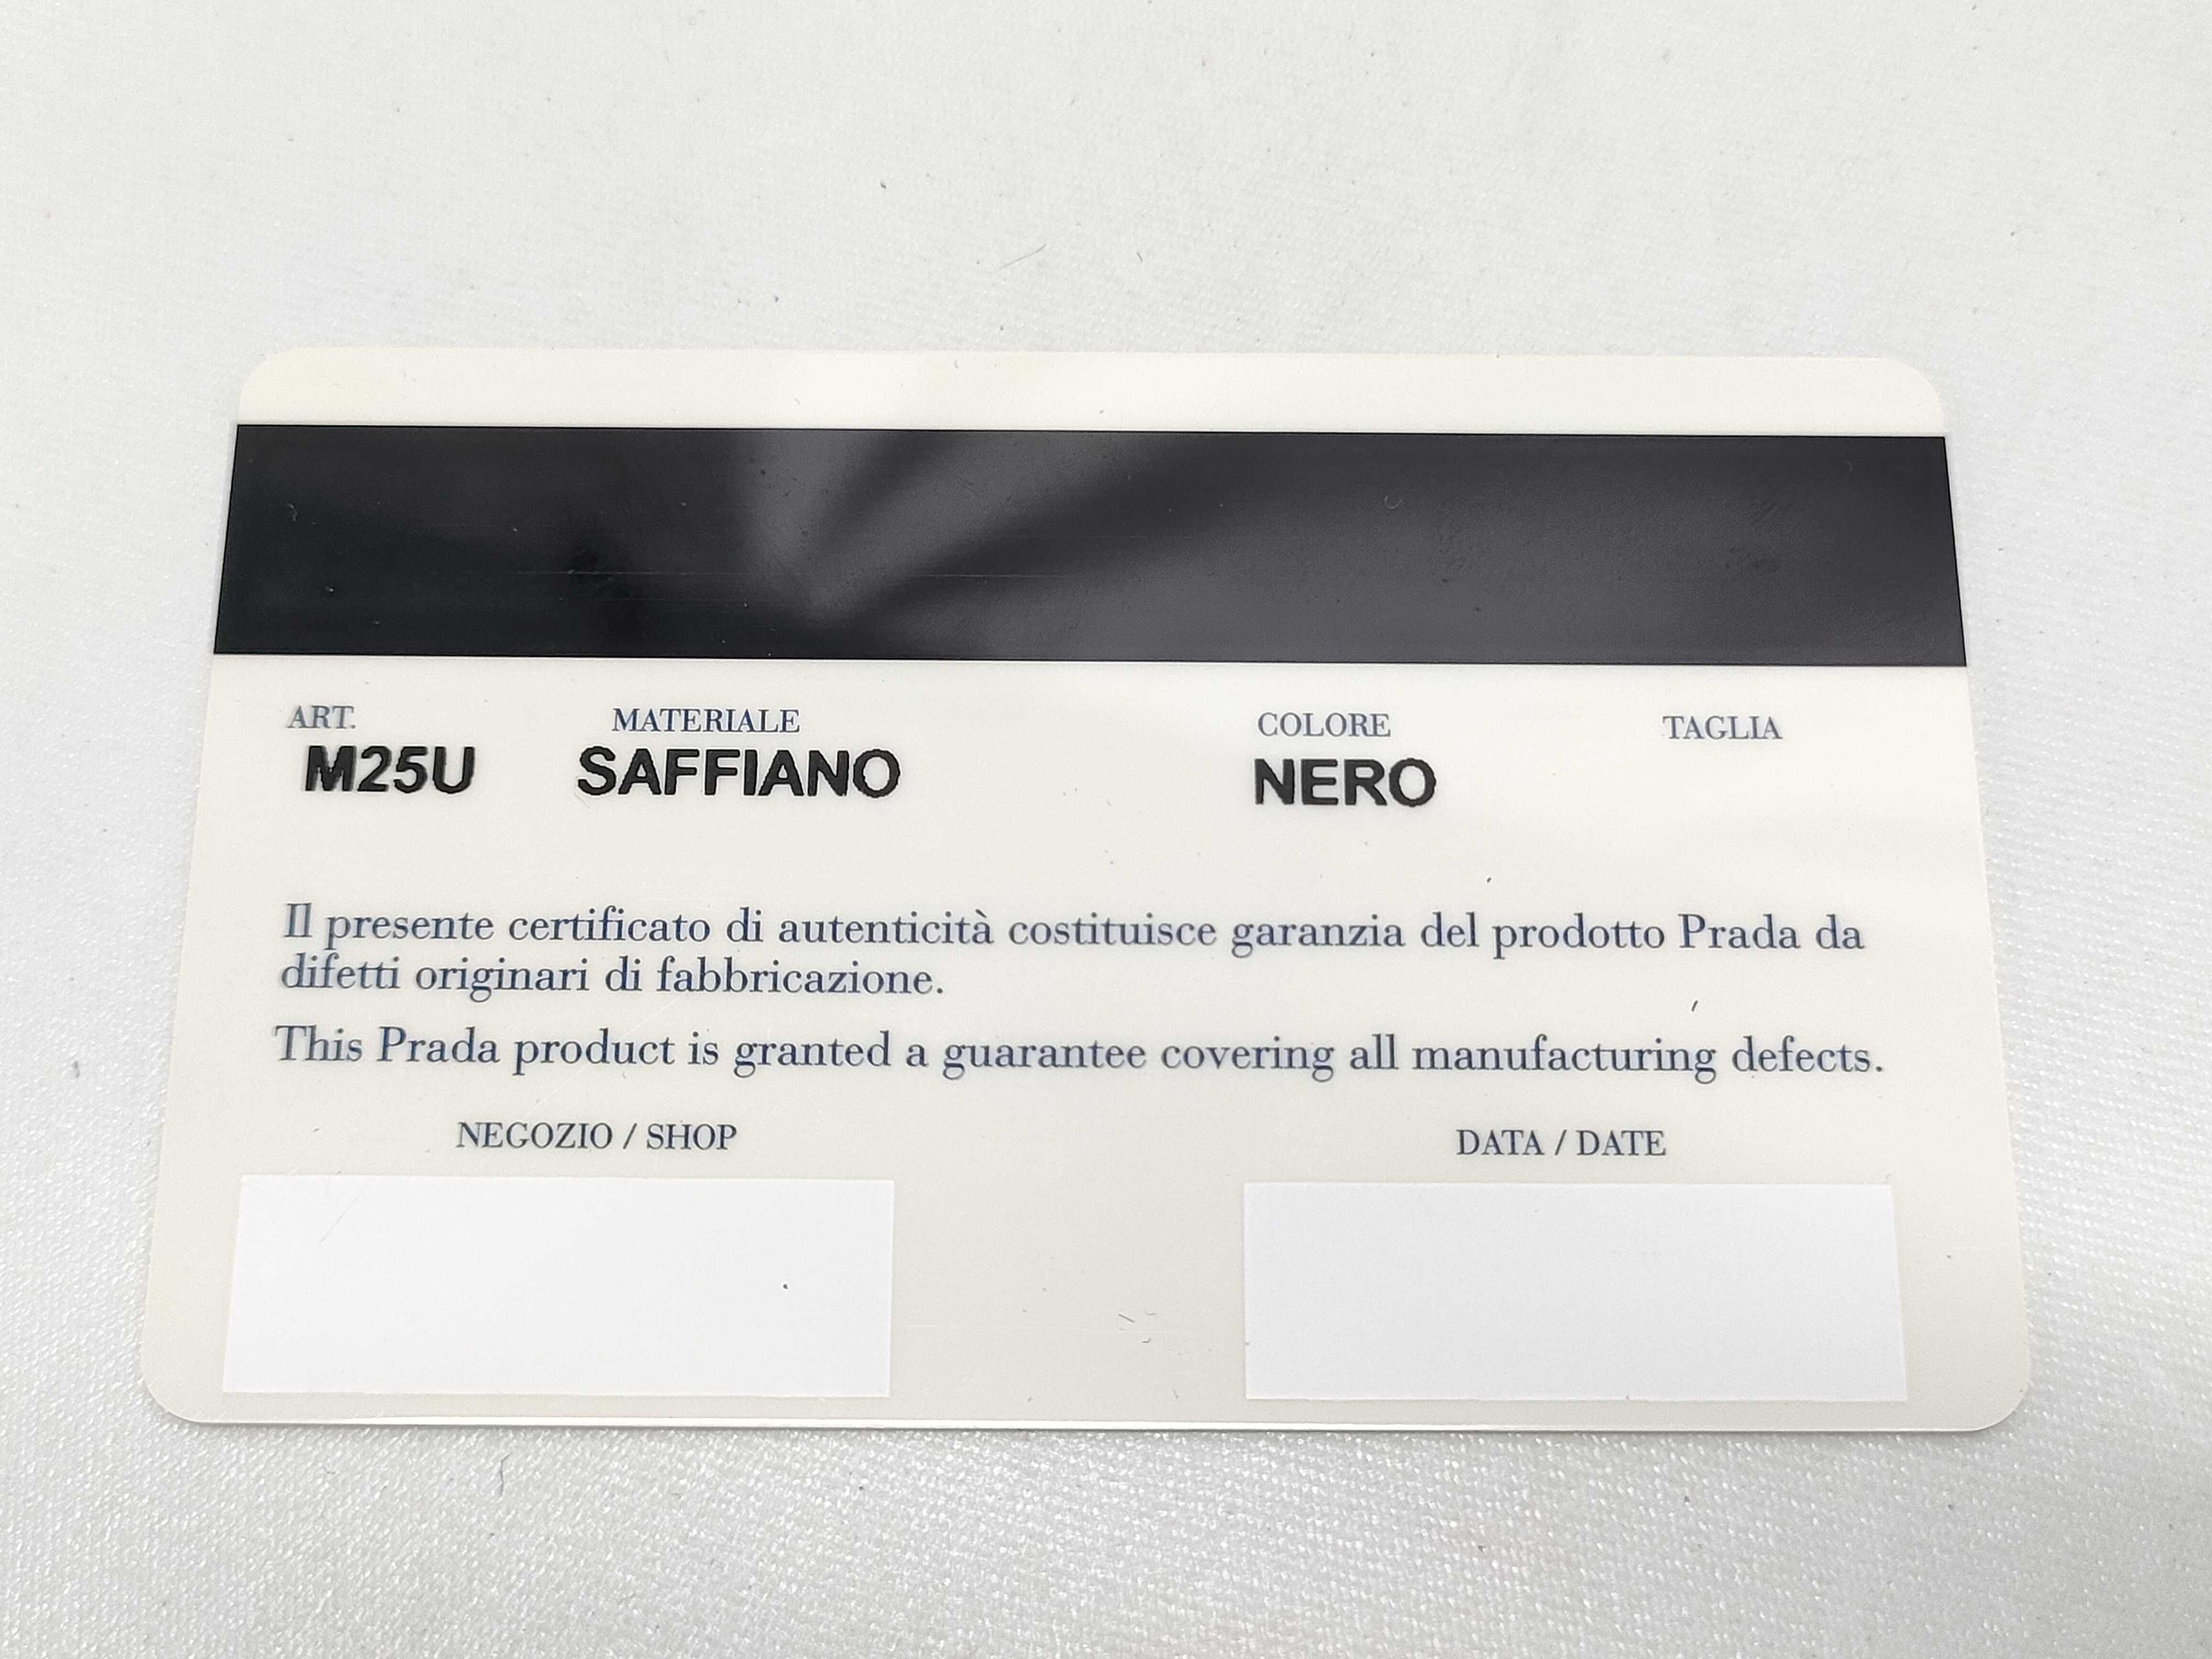 ART. MATERIALE COLORE TAGLIA
M25U SAFFIANO NERO
Il presente certificato di autenticità costituisce garanzia del prodotto Prada da
difetti originari di fabbricazione.
This Prada product is granted a guarantee covering all manufacturing defects.
NEGOZIO / SHOP DATA / DATE